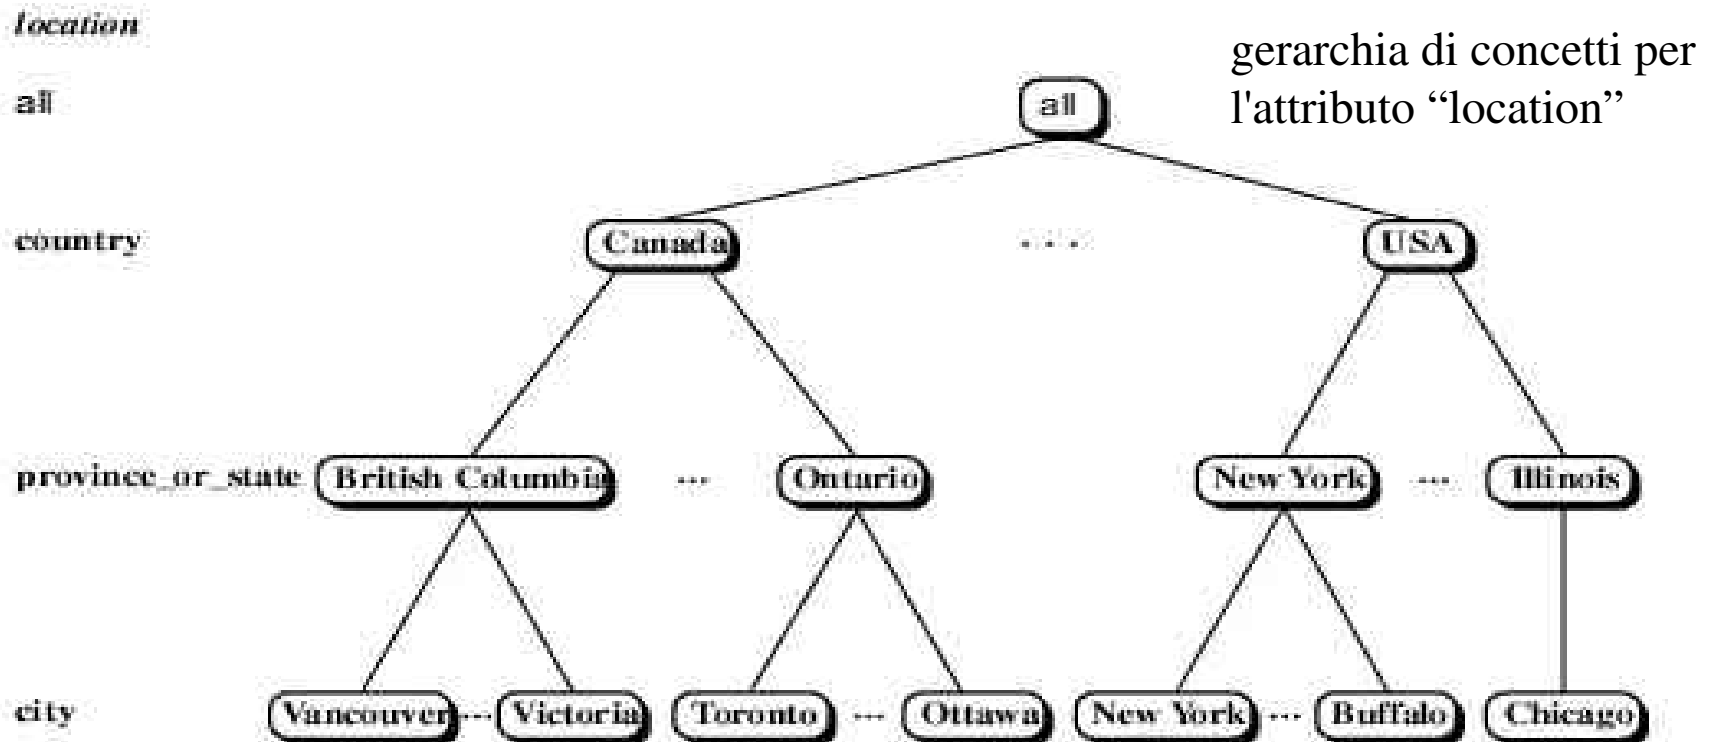 location
gerarchia di concetti per
l'attributo “location”
all
all
country
Canada
. . .
USA
province_or_state
British Columbia
...
Ontario
New York
...
Illinois
city
Vancouver
...
Victoria
Toronto
...
Ottawa
New York
...
Buffalo
Chicago